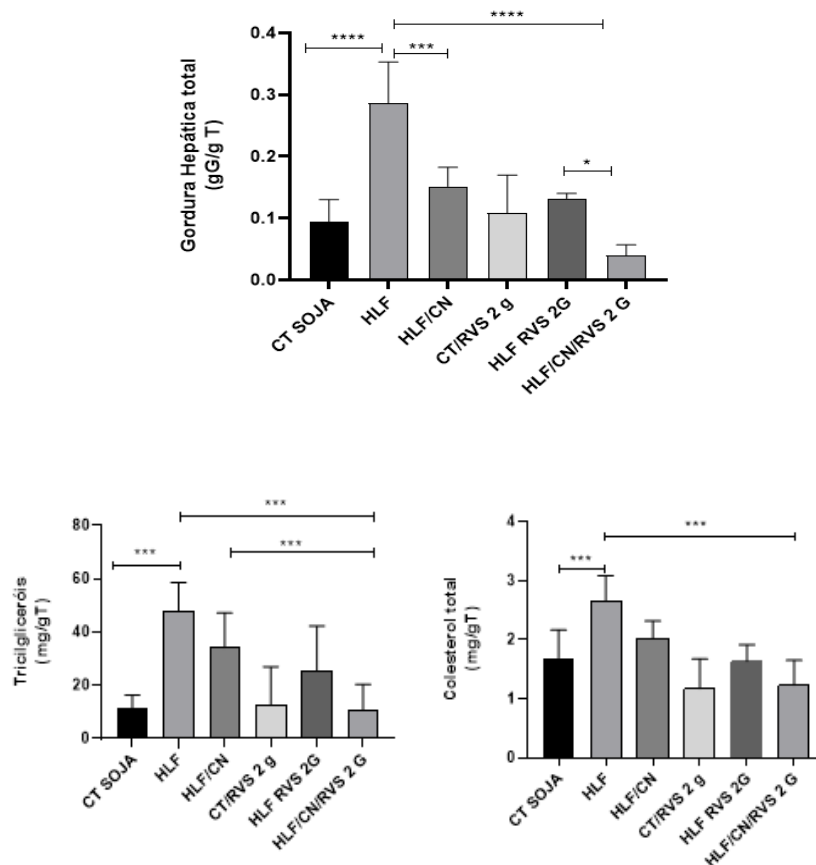 ****
****
***
*
0.4
0.3
0.2
0.1
0.0
Gordura Hepática total
(gG/g T)
CT SOJA
HLF
HLF/CN
CT/RVS 2 g
HLF RVS 2G
HLF/CN/RVS 2 G
***
***
***
80
60
40
20
0
Tricilgliceróis
(mg/gT)
CT SOJA
HLF
HLF/CN
CT/RVS 2 g
HLF RVS 2G
HLF/CN/RVS 2 G
***
***
4
3
2
1
0
Colesterol total
(mg/gT)
CT SOJA
HLF
HLF/CN
CT/RVS 2 g
HLF RVS 2G
HLF/CN/RVS 2 G